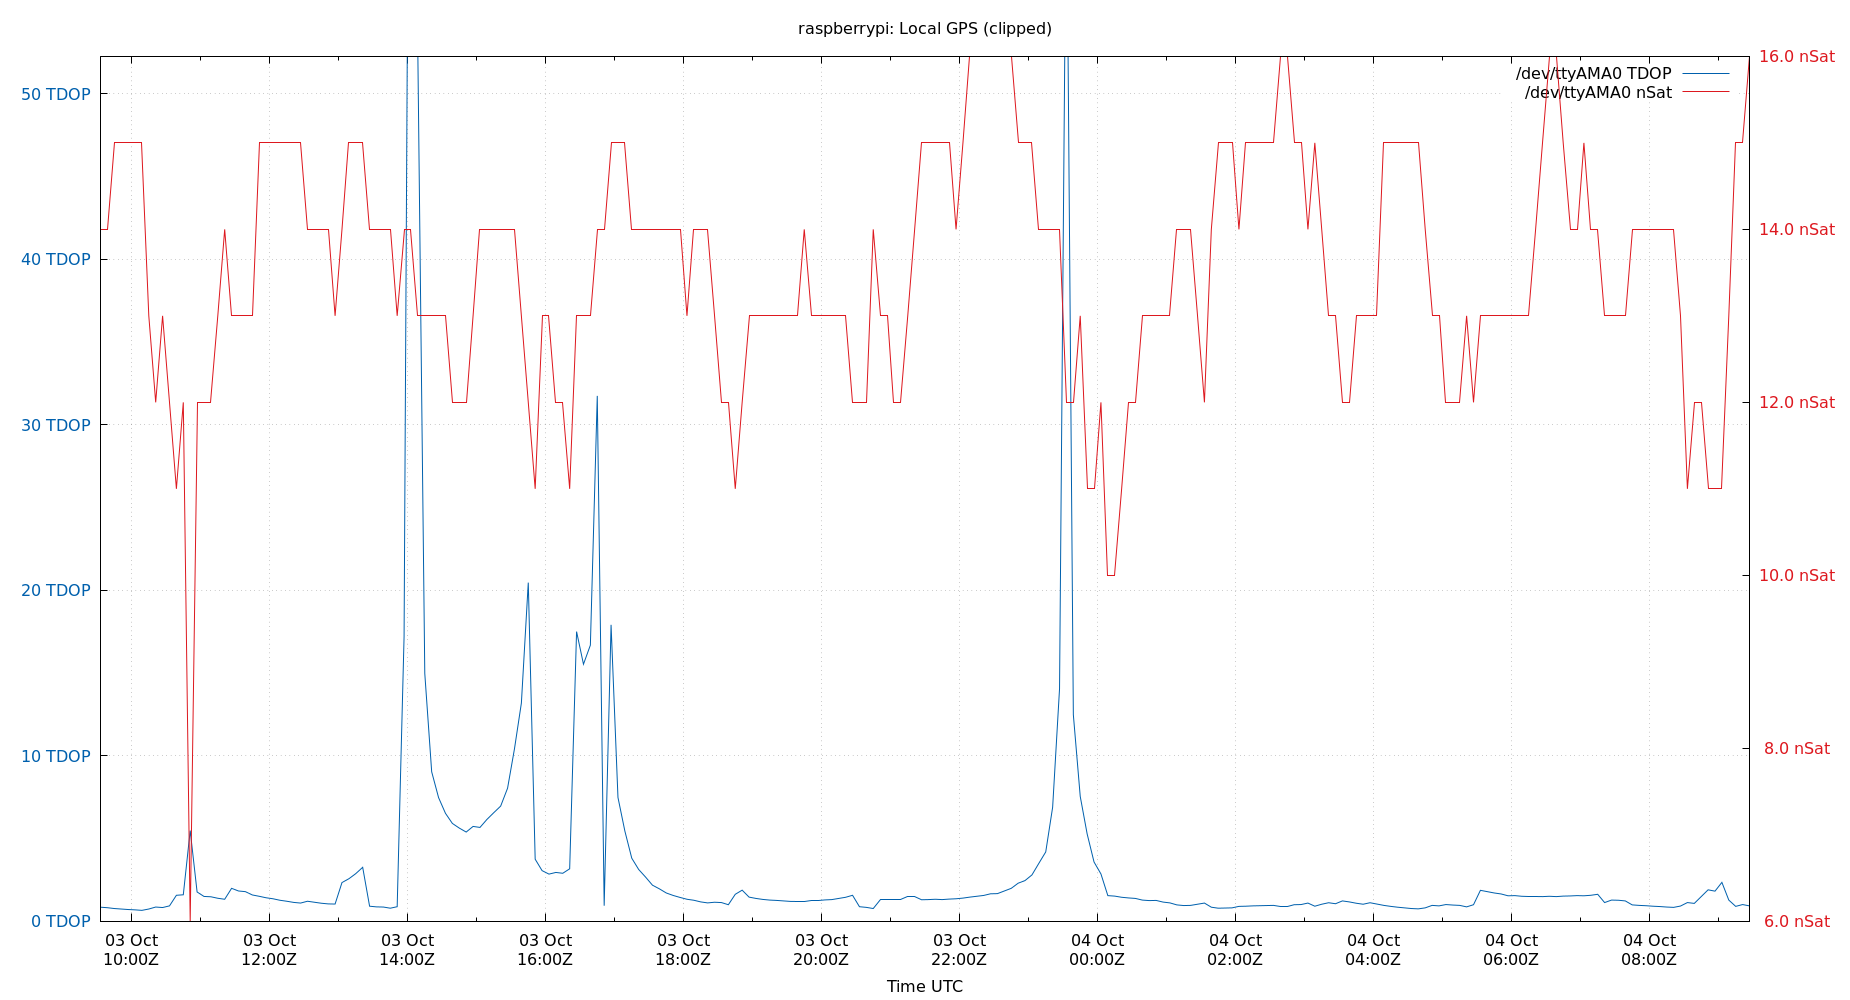 raspberrypi: Local GPS (clipped)
/dev/ttyAMA0 TDOP
/dev/ttyAMA0 nSat
50 TDOP
40 TDOP
30 TDOP
20 TDOP
10 TDOP
0 TDOP
16.0 nSat
14.0 nSat
12.0 nSat
10.0 nSat
8.0 nSat
6.0 nSat
03 Oct 03 Oct 03 Oct 03 Oct 03 Oct 03 Oct 03 Oct 04 Oct 04 Oct 04 Oct 04 Oct 04 Oct
10:00Z 12:00Z 14:00Z 16:00Z 18:00Z 20:00Z 22:00Z 00:00Z 02:00Z 04:00Z 06:00Z 08:00Z
Time UTC